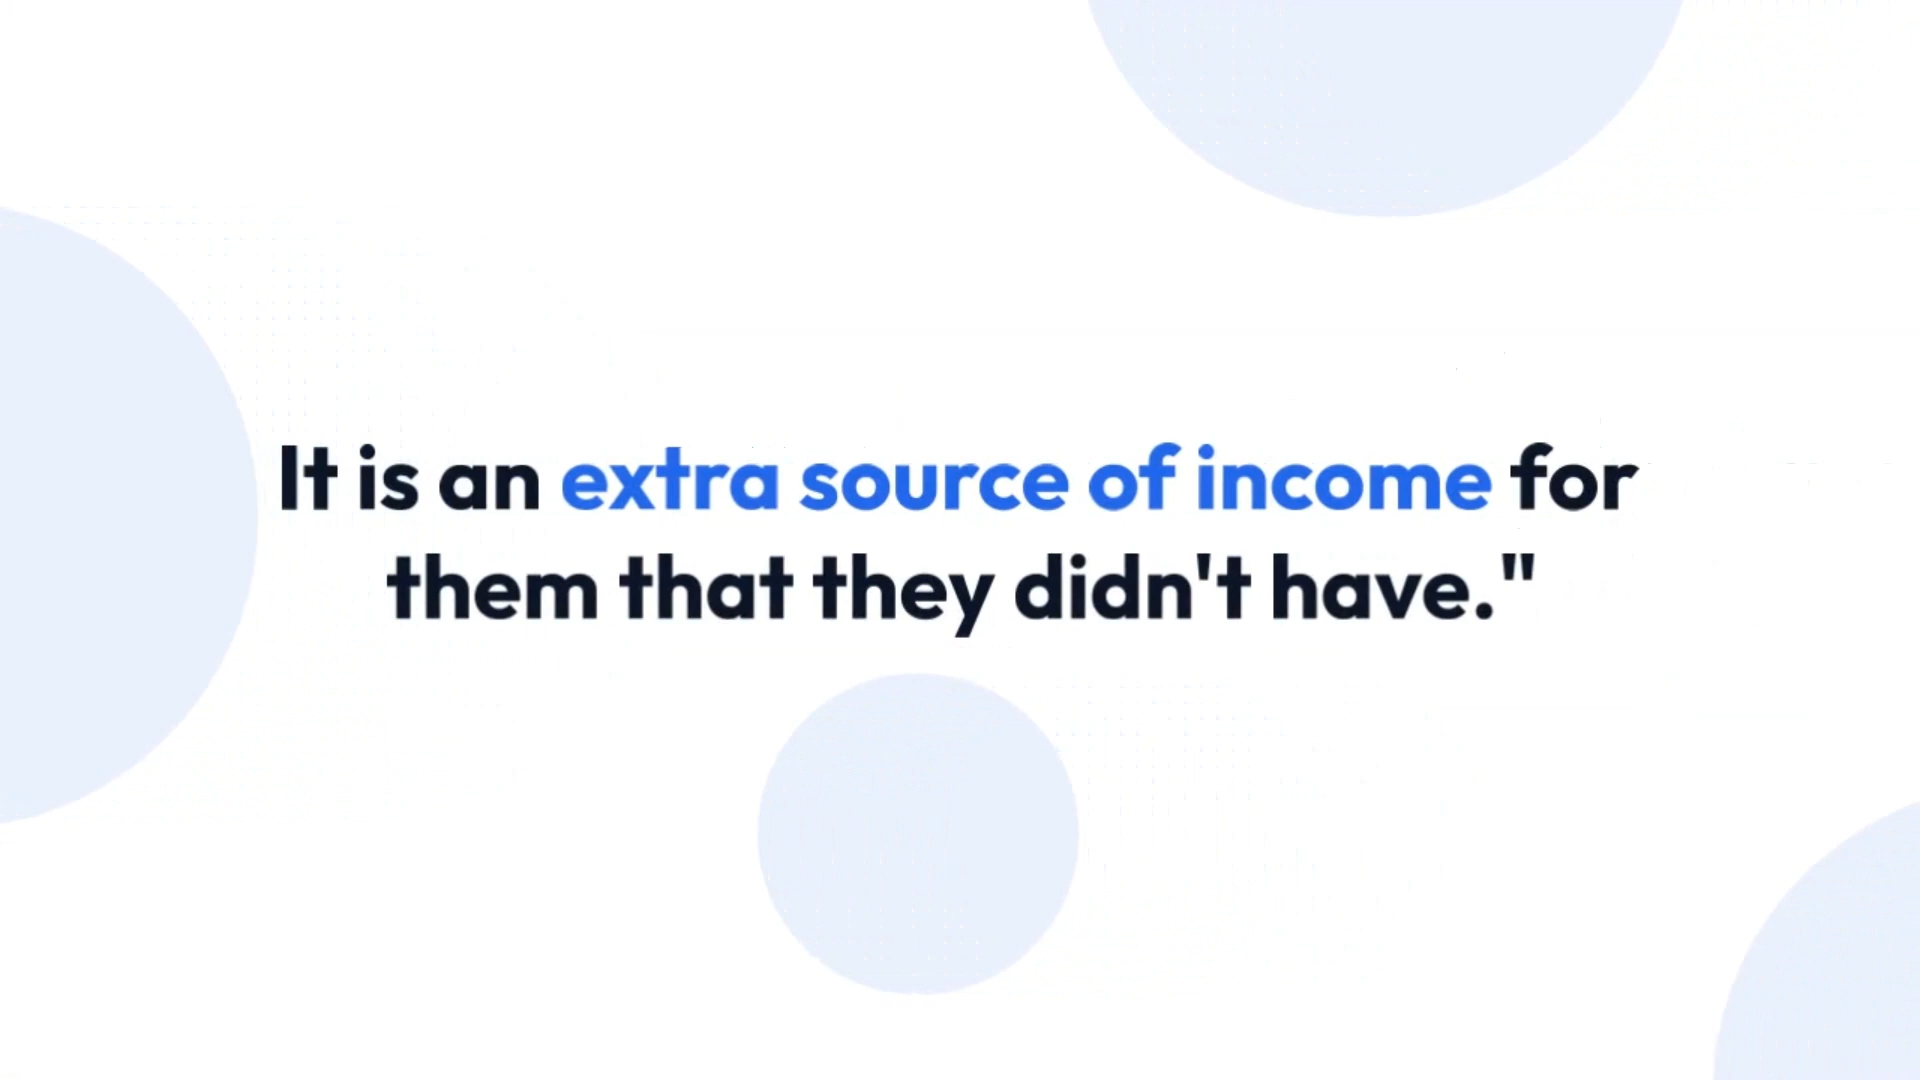 It is an extra source of income for
them that they didn't have."